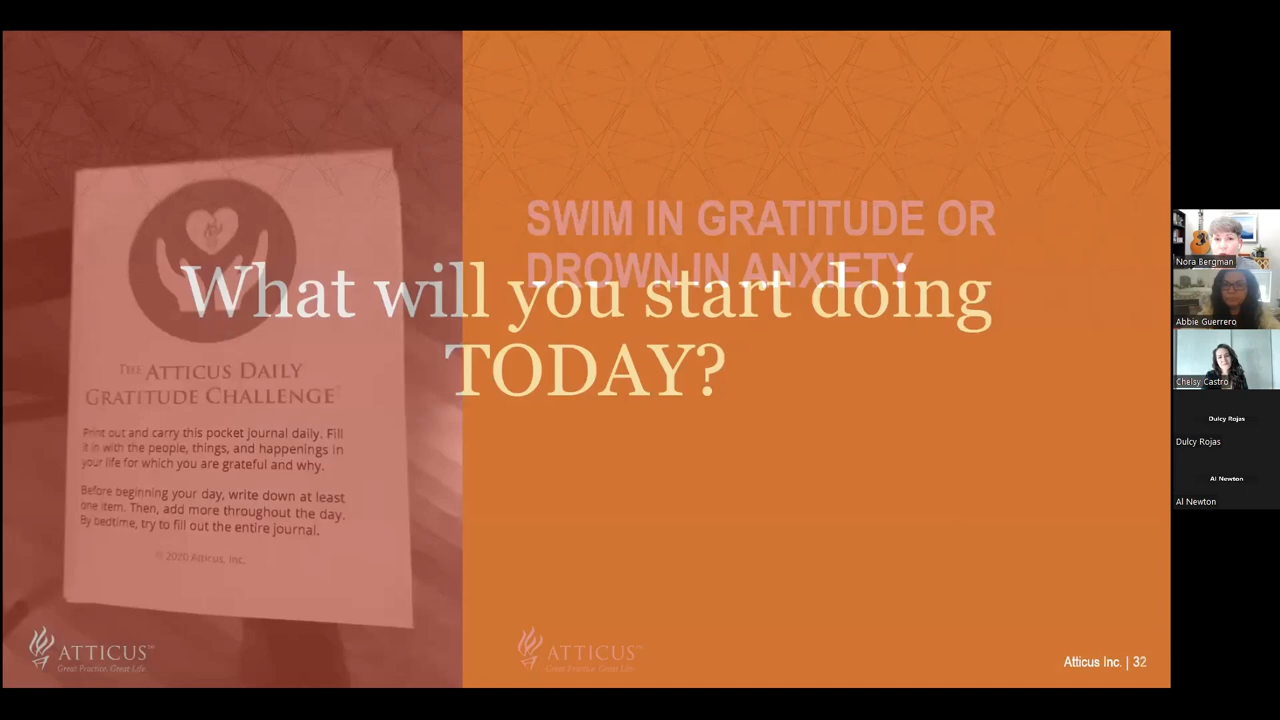 SWIM IN GRATITUDE OR
DROWN IN ANXIETY
What will you start doing
TODAY?
THE ATTICUS DAILY
GRATITUDE CHALLENGE
Print out and carry this pocket journal daily. Fill
it in with the people, things, and happenings in
your life for which you are grateful and why.
Before beginning your day, write down at least
one item. Then, add more throughout the day.
By bedtime, try to fill out the entire journal.
© 2020 Atticus, Inc.
ATTICUS™
Great Practice. Great Life.
ATTICUS™
Great Practice. Great Life.
Atticus Inc. | 32
Nora Bergman
Abbie Guerrero
Chelsy Castro
Dulcy Rojas
Dulcy Rojas
Al Newton
Al Newton